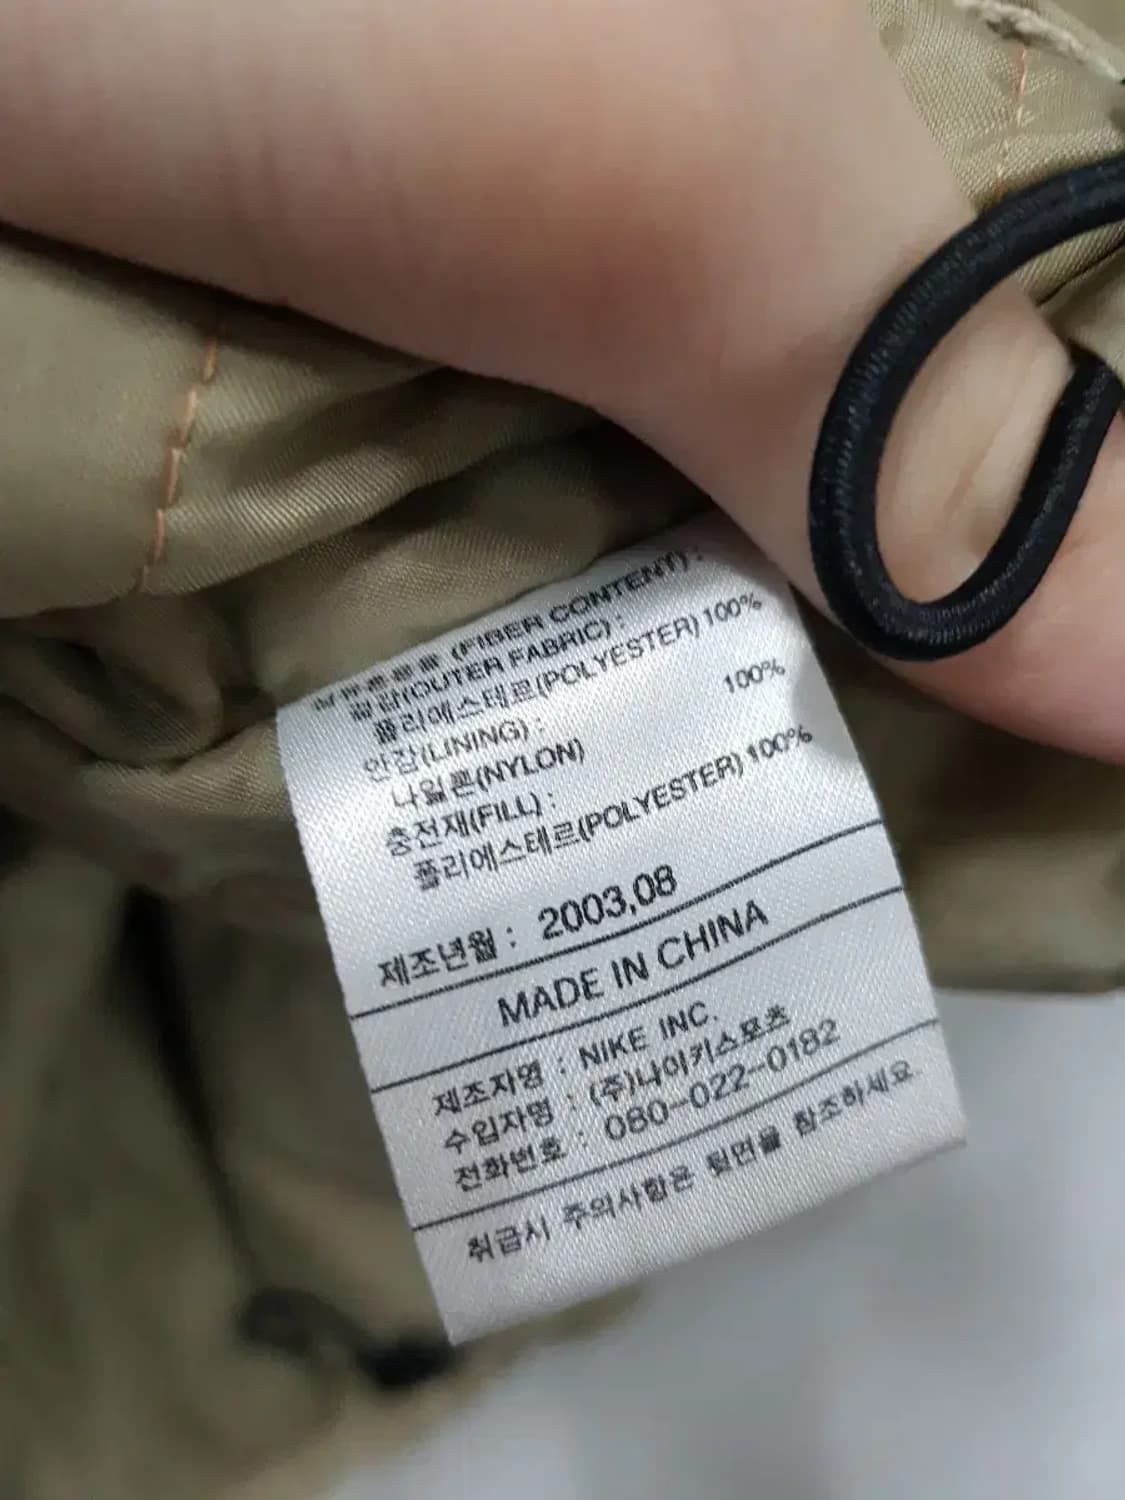 (FIBER CONTENT) :
겉감(OUTER FABRIC) :
폴리에스테르(POLYESTER) 100%
안감(LINING) :
나일론(NYLON) 100%
충전재(FILL) :
폴리에스테르(POLYESTER) 100%
제조년월 : 2003,08
MADE IN CHINA
제조자명 : NIKE INC.
수입자명 : (주)나이키스포츠
전화번호 : 080-022-0182
취급시 주의사항은 뒷면을 참조하세요.